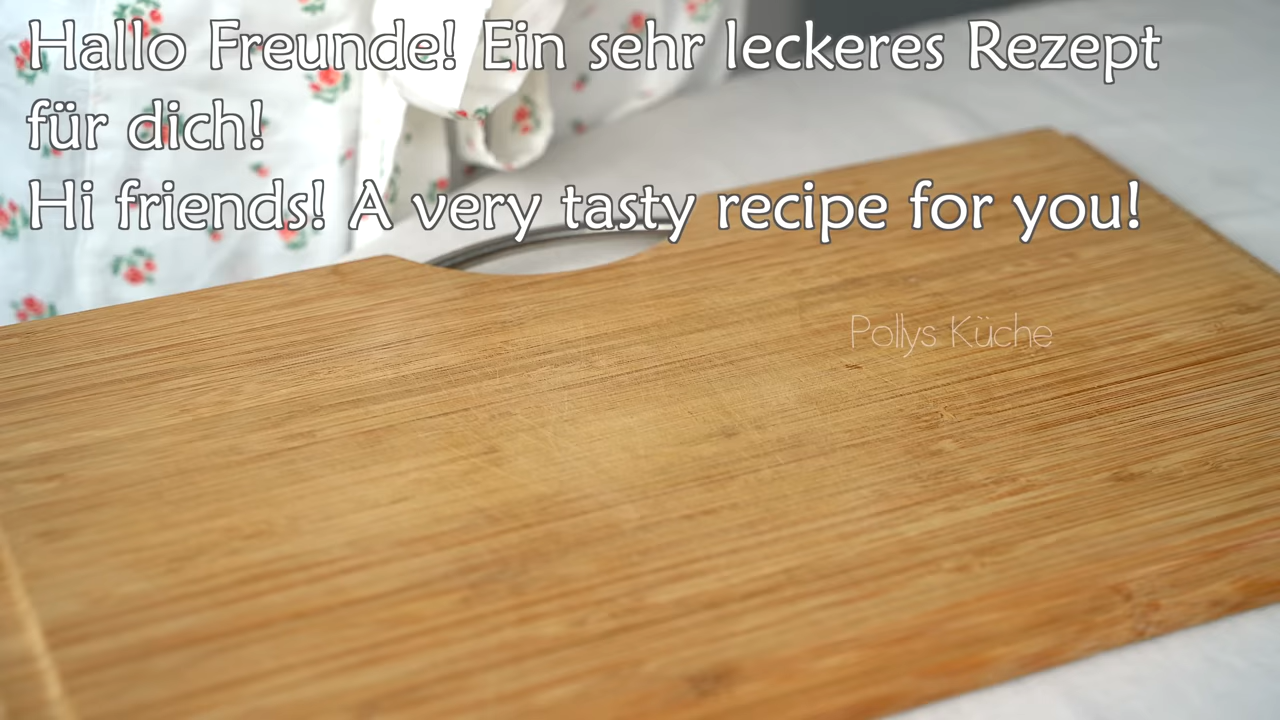 Hallo Freunde! Ein sehr leckeres Rezept
für dich!
Hi friends! A very tasty recipe for you!
Pollys Küche